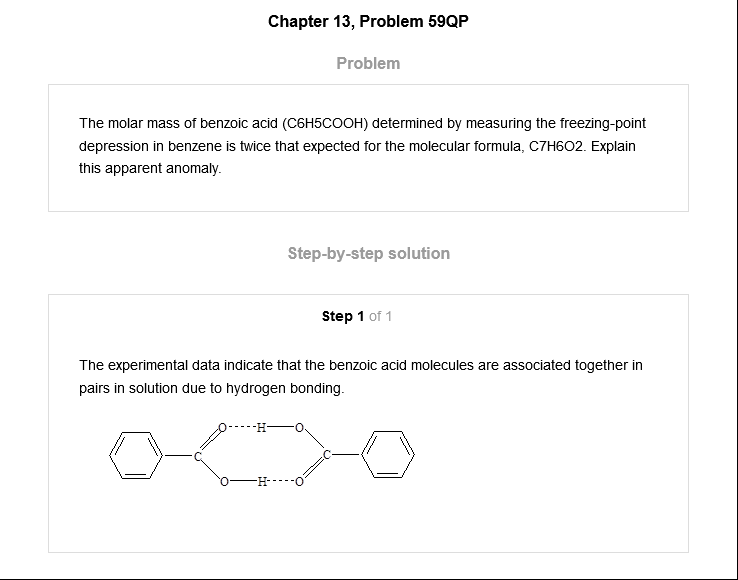 Chapter 13, Problem 59QP
Problem
The molar mass of benzoic acid (C6H5COOH) determined by measuring the freezing-point
depression in benzene is twice that expected for the molecular formula, C7H6O2. Explain
this apparent anomaly.
Step-by-step solution
Step 1 of 1
The experimental data indicate that the benzoic acid molecules are associated together in
pairs in solution due to hydrogen bonding.
O H O
C C
O H O